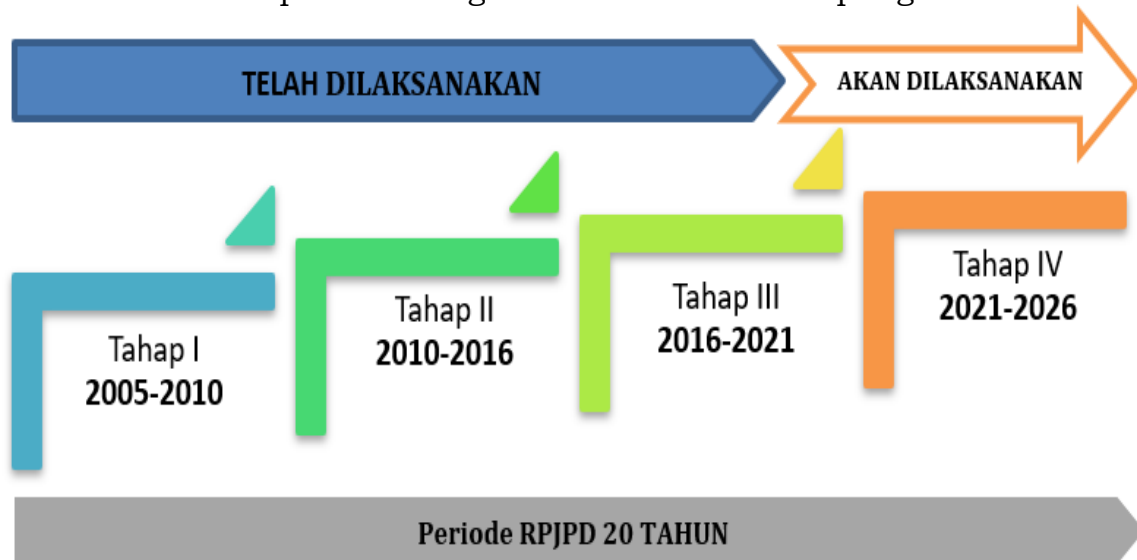 TELAH DILAKSANAKAN
AKAN DILAKSANAKAN
Tahap I
2005-2010
Tahap II
2010-2016
Tahap III
2016-2021
Tahap IV
2021-2026
Periode RPJPD 20 TAHUN